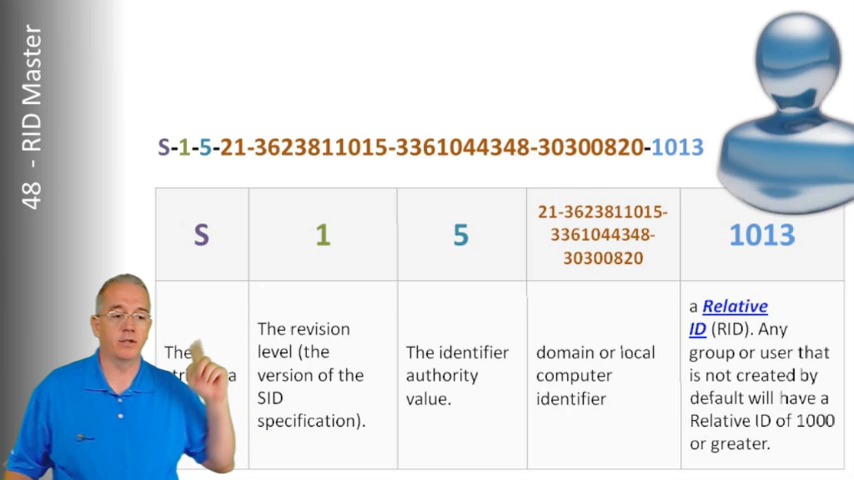 48 - RID Master
S-1-5-21-3623811015-3361044348-30300820-1013
S
1
5
21-3623811015-
3361044348-
30300820
1013
The
a
The revision
level (the
version of the
SID
specification).
The identifier
authority
value.
domain or local
computer
identifier
a Relative
ID (RID). Any
group or user that
is not created by
default will have a
Relative ID of 1000
or greater.